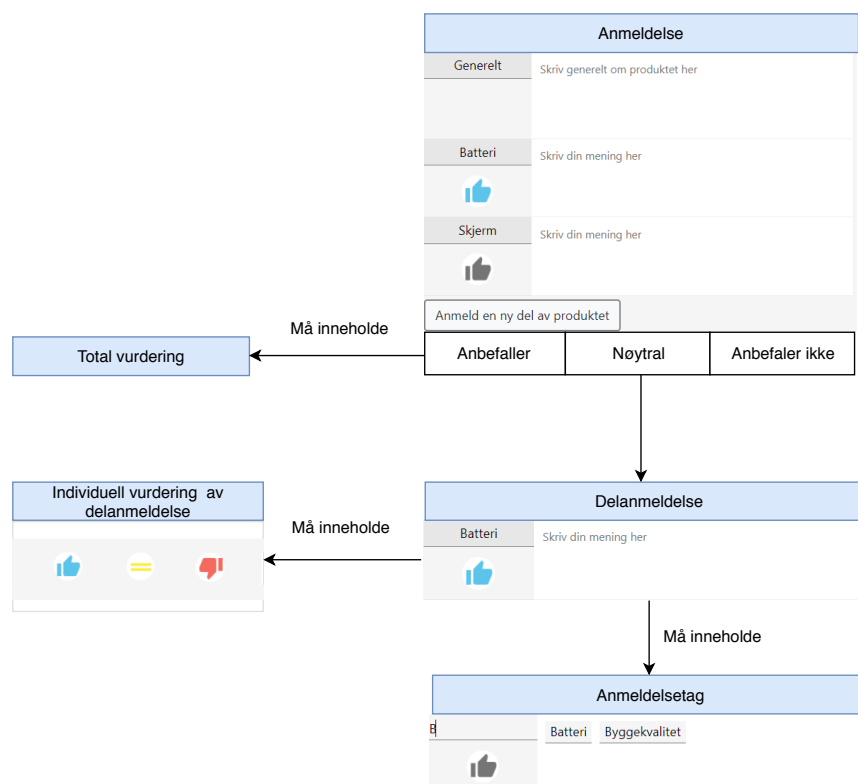 Anmeldelse
Generelt
Skriv generelt om produktet her
Batteri
Skriv din mening her
Skjerm
Skriv din mening her
Anmeld en ny del av produktet
Må inneholde
Total vurdering
Anbefaller
Nøytral
Anbefaler ikke
Individuell vurdering av
delanmeldelse
Må inneholde
Delanmeldelse
Batteri
Skriv din mening her
Må inneholde
Anmeldelsetag
B
Batteri
Byggekvalitet